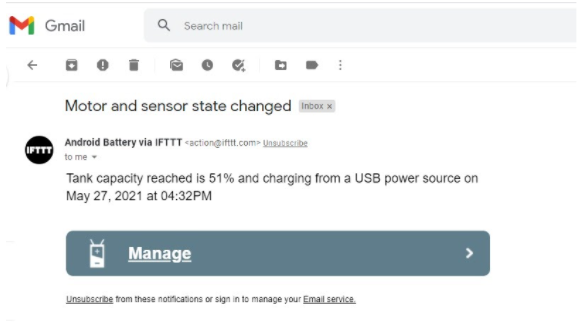 Gmail
Search mail
Motor and sensor state changed Inbox x
IFTTT
Android Battery via IFTTT <action@ifttt.com> Unsubscribe
to me
Tank capacity reached is 51% and charging from a USB power source on
May 27, 2021 at 04:32PM
Manage
Unsubscribe from these notifications or sign in to manage your Email service.